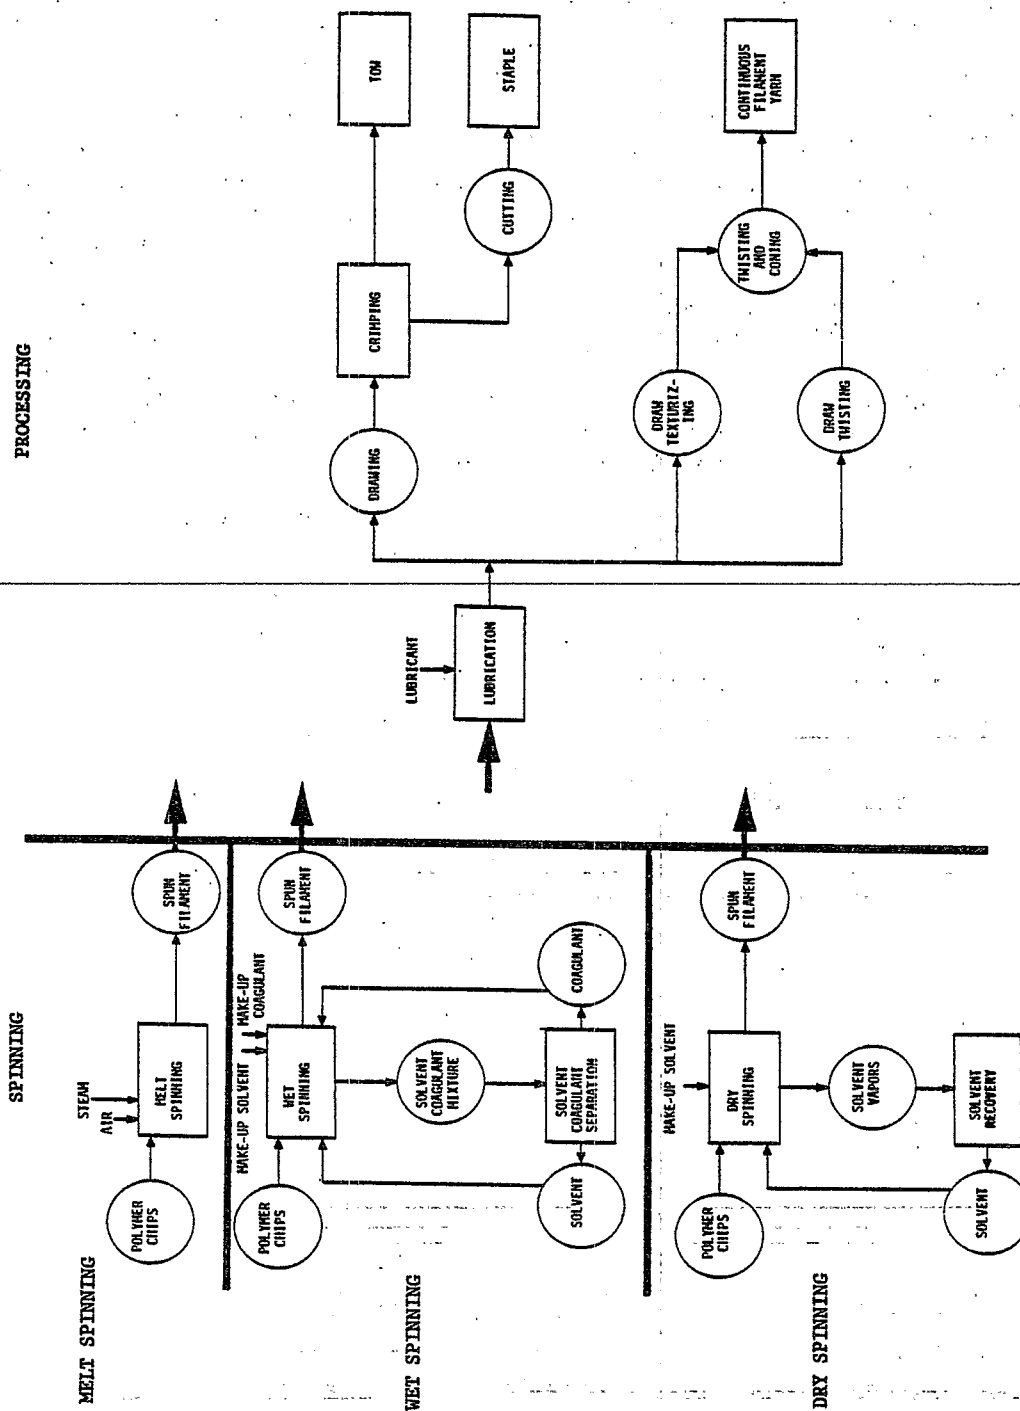 SPINNING
PROCESSING
MELT SPINNING
POLYMER
CHIPS
AIR
STEAM
MELT
SPINNING
SPUN
FILAMENT
WET SPINNING
POLYMER
CHIPS
MAKE-UP SOLVENT
MAKE-UP
COAGULANT
WET
SPINNING
SPUN
FILAMENT
SOLVENT
COAGULANT
MIXTURE
SOLVENT
COAGULANT
SEPARATION
SOLVENT
COAGULANT
DRY SPINNING
POLYMER
CHIPS
MAKE-UP SOLVENT
DRY
SPINNING
SPUN
FILAMENT
SOLVENT
VAPORS
SOLVENT
RECOVERY
SOLVENT
LUBRICANT
LUBRICATION
DRAWING
CRIMPING
TOW
CUTTING
STAPLE
DRAW
TEXTURIZ-
ING
DRAW
TWISTING
TWISTING
AND
CONING
CONTINUOUS
FILAMENT
YARN